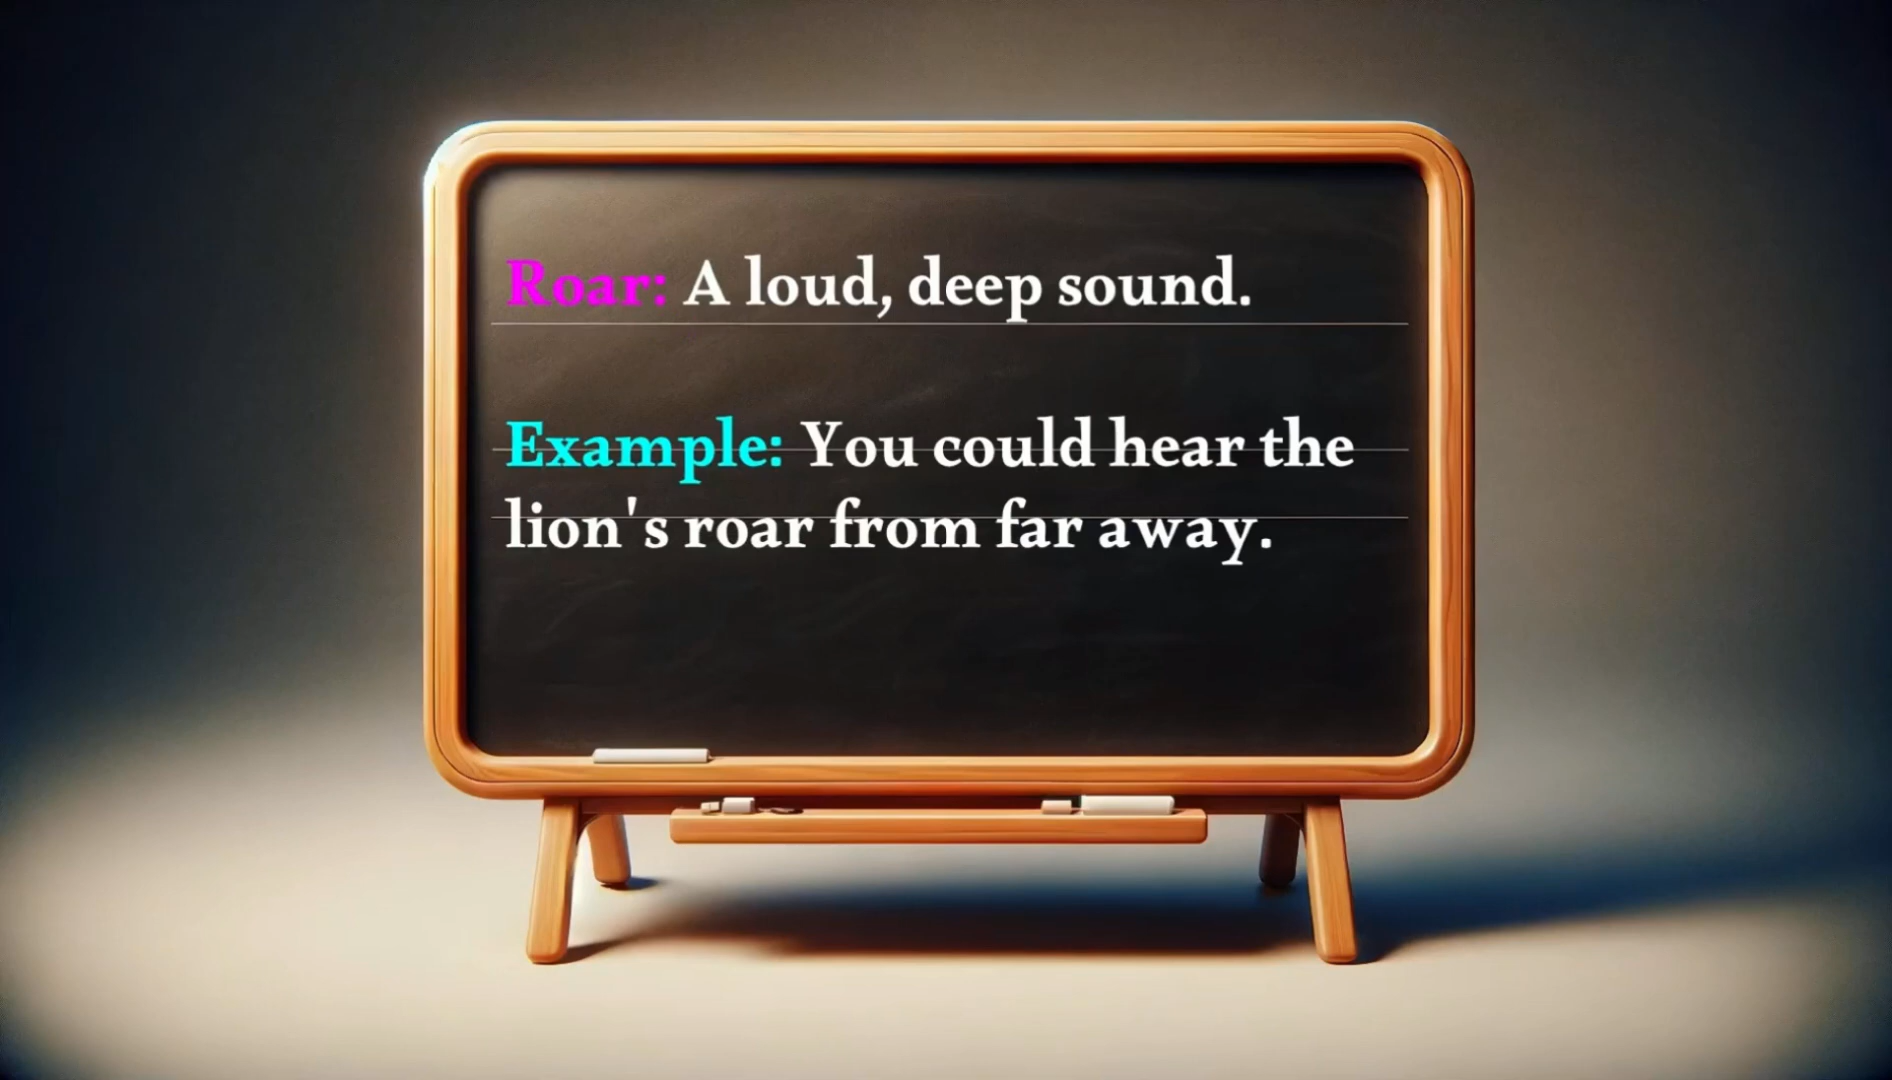 Roar: A loud, deep sound.
Example: You could hear the
lion's roar from far away.